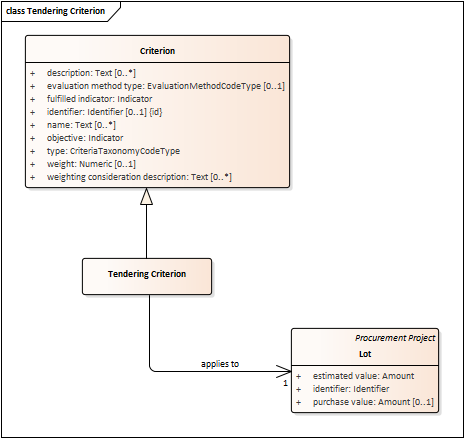 class Tendering Criterion
Criterion
+ description: Text [0..*]
+ evaluation method type: EvaluationMethodCodeType [0..1]
+ fulfilled indicator: Indicator
+ identifier: Identifier [0..1] {id}
+ name: Text [0..*]
+ objective: Indicator
+ type: CriteriaTaxonomyCodeType
+ weight: Numeric [0..1]
+ weighting consideration description: Text [0..*]
Tendering Criterion
applies to
1
Procurement Project
Lot
+ estimated value: Amount
+ identifier: Identifier
+ purchase value: Amount [0..1]